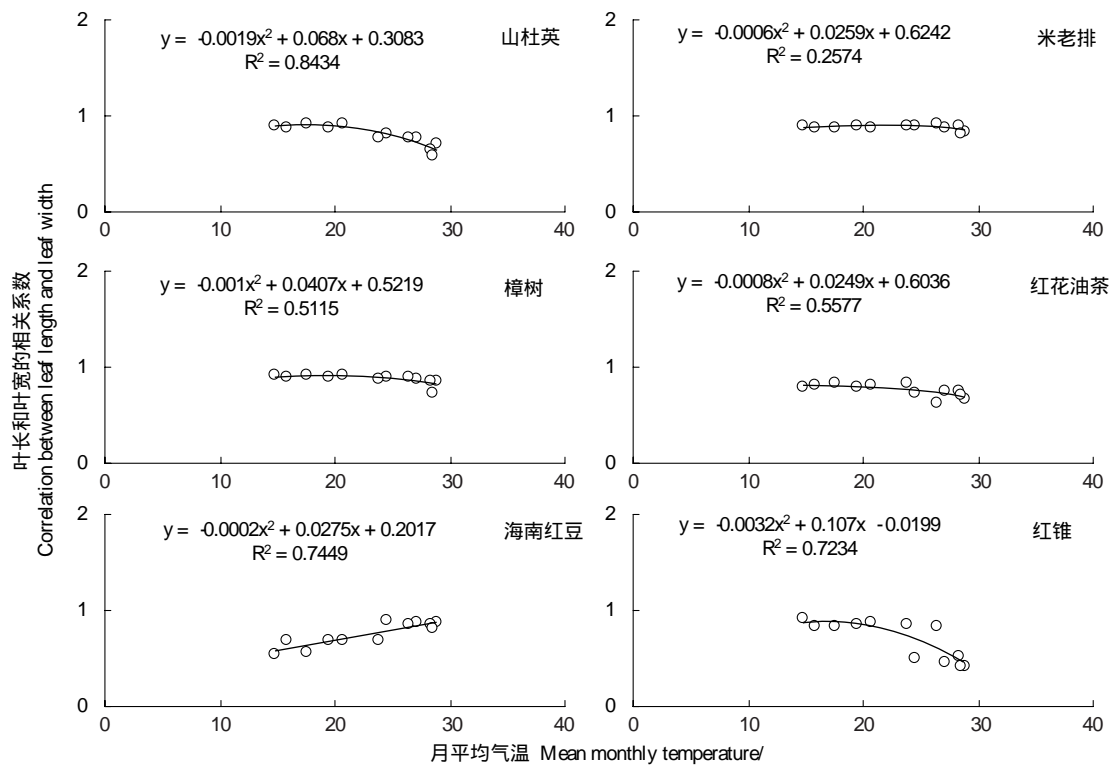 y = -0.0019x² + 0.068x + 0.3083
R² = 0.8434
山杜英
2
1
0
0 10 20 30 40
y = -0.0006x² + 0.0259x + 0.6242
R² = 0.2574
米老排
2
1
0
0 10 20 30 40
y = -0.001x² + 0.0407x + 0.5219
R² = 0.5115
樟树
2
1
0
0 10 20 30 40
y = -0.0008x² + 0.0249x + 0.6036
R² = 0.5577
红花油茶
2
1
0
0 10 20 30 40
y = -0.0002x² + 0.0275x + 0.2017
R² = 0.7449
海南红豆
2
1
0
0 10 20 30 40
y = -0.0032x² + 0.107x -0.0199
R² = 0.7234
红锥
2
1
0
0 10 20 30 40
叶长和叶宽的相关系数
Correlation between leaf length and leaf width
月平均气温 Mean monthly temperature/